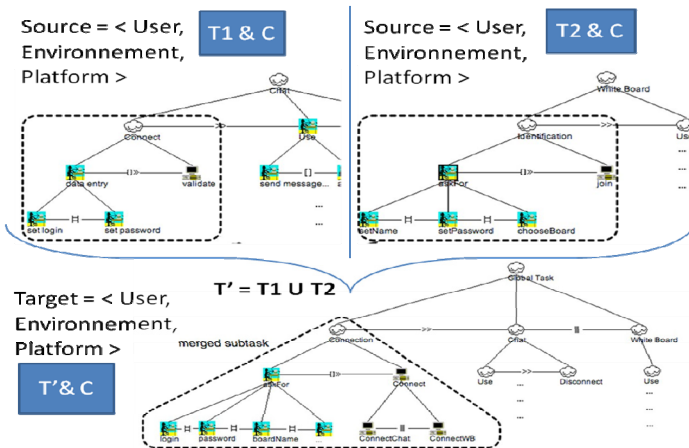 Source = < User,
Environnement,
Platform >
T1 & C
Chat
Connect
>>
Use
data entry
[]>>
validate
send message...
[]
s
set login
|=|
set password
...
...
Source = < User,
Environnement,
Platform >
T2 & C
White Board
Identification
>>
Use
...
...
askFor
[]>>
join
setName
|=|
setPassword
|=|
chooseBoard
Target = < User,
Environnement,
Platform >
T'& C
T' = T1 U T2
merged subtask
Global Task
Connection
>>
Chat
|||
White Board
askFor
[]>>
Connect
Use
>>
Disconnect
Use
...
...
...
...
login
|=|
password
|=|
boardName
|=|
...
ConnectChat
|||
ConnectWB